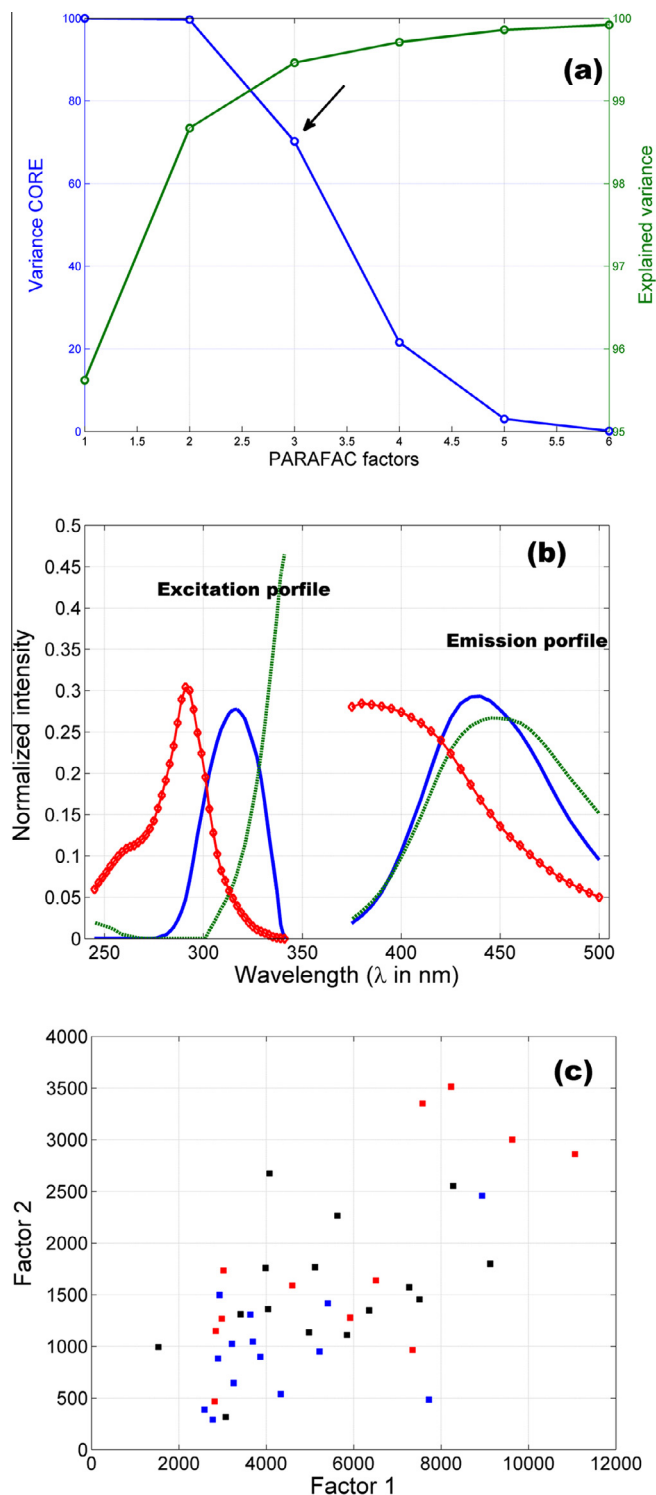 (a)
100
80
60
40
20
0
Variance CORE
100
99
98
97
96
95
Explained variance
1 1.5 2 2.5 3 3.5 4 4.5 5 5.5 6
PARAFAC factors
(b)
0.5
0.45
0.4
0.35
0.3
0.25
0.2
0.15
0.1
0.05
0
Normalized intensity
Excitation porfile
Emission porfile
250 300 350 400 450 500
Wavelength (λ in nm)
(c)
4000
3500
3000
2500
2000
1500
1000
500
0
Factor 2
0 2000 4000 6000 8000 10000 12000
Factor 1